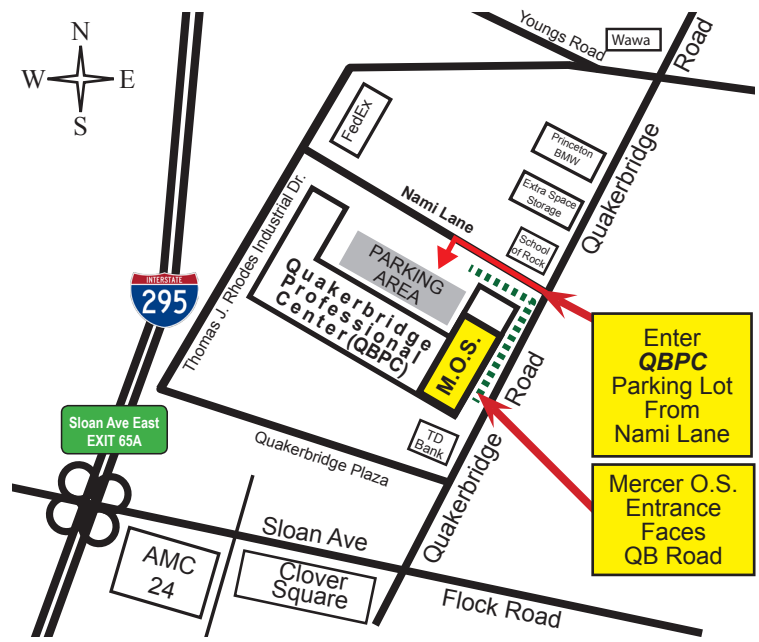 N
W
E
S
Youngs Road
Wawa
Road
FedEx
Princeton
BMW
Extra Space
Storage
School
of Rock
Quakerbridge
Nami Lane
Thomas J. Rhodes Industrial Dr.
PARKING
AREA
Quakerbridge
Professional
Center(QBPC)
M.O.S.
INTERSTATE
295
Enter
QBPC
Parking Lot
From
Nami Lane
Sloan Ave East
EXIT 65A
TD
Bank
Quakerbridge Plaza
Quakerbridge Road
Mercer O.S.
Entrance
Faces
QB Road
Sloan Ave
AMC
24
Clover
Square
Flock Road